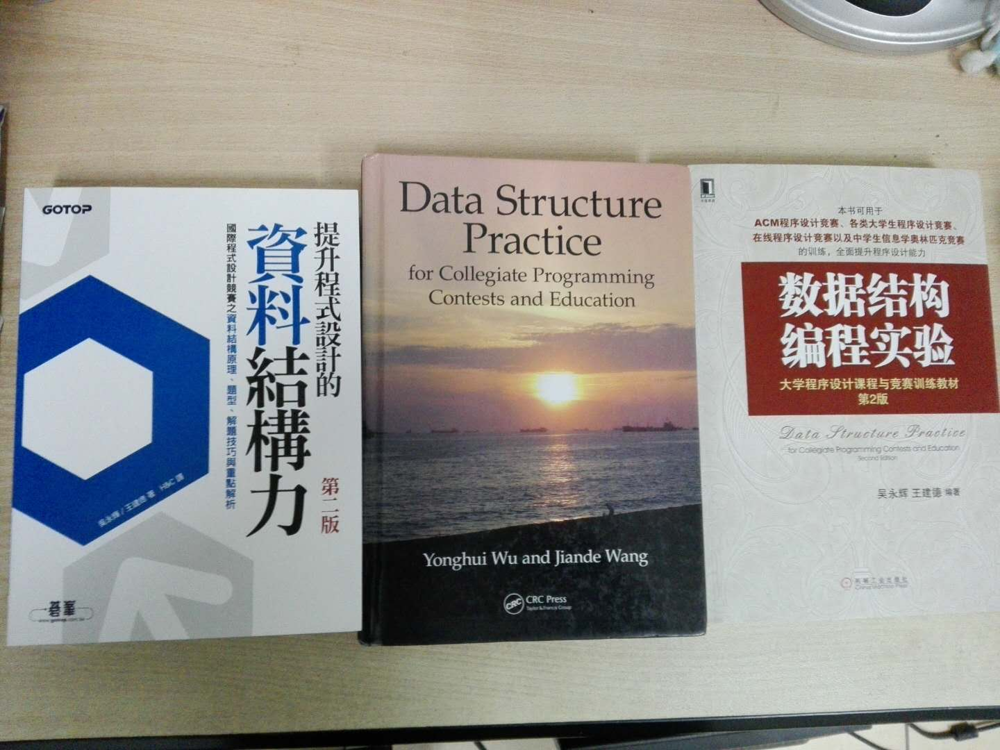 GOTOP
提升程式設計的
資料結構力
第二版
國際程式設計競賽之資料結構原理、題型、解題技巧與重點解析
吳永輝/王建德 著 H&C 譯
碁峯
www.gotop.com.tw
Data Structure
Practice
for Collegiate Programming
Contests and Education
Yonghui Wu and Jiande Wang
CRC
CRC Press
Taylor & Francis Group
本书可用于
ACM程序设计竞赛、各类大学生程序设计竞赛、
在线程序设计竞赛以及中学生信息学奥林匹克竞赛
的训练，全面提升程序设计能力
数据结构
编程实验
大学程序设计课程与竞赛训练教材
第2版
Data Structure Practice
for Collegiate Programming Contests and Education
Second Edition
吴永辉 王建德 编著
机械工业出版社
China Machine Press